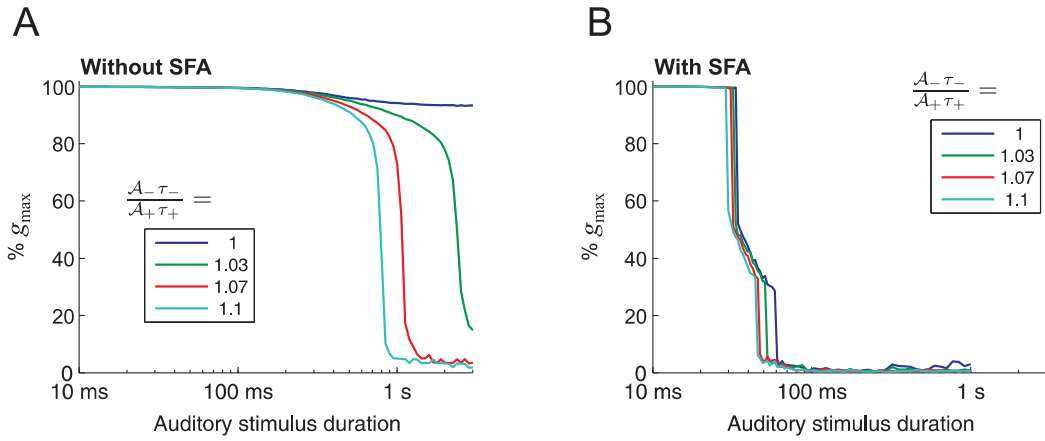 A
Without SFA
100
80
60
40
20
0
% g_max
𝒜₋τ₋ / 𝒜₊τ₊ =
1
1.03
1.07
1.1
10 ms
100 ms
1 s
Auditory stimulus duration
B
With SFA
100
80
60
40
20
0
% g_max
𝒜₋τ₋ / 𝒜₊τ₊ =
1
1.03
1.07
1.1
10 ms
100 ms
1 s
Auditory stimulus duration